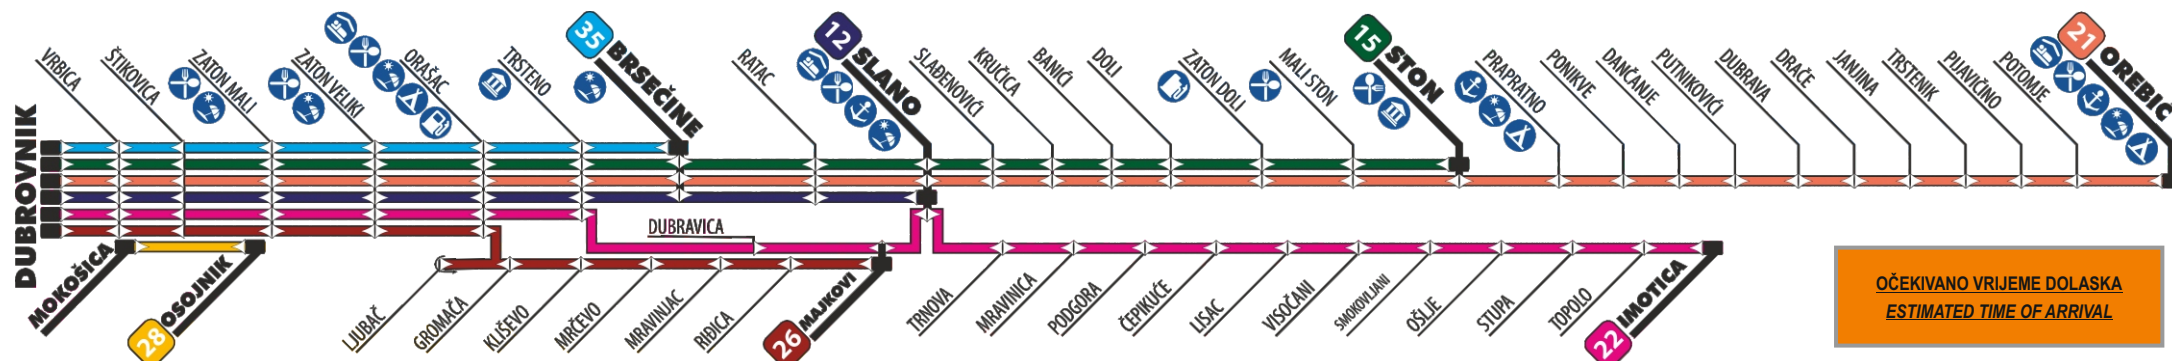 DUBROVNIK
VRBICA
ŠTIKOVICA
ZATON MALI
ZATON VELIKI
ORAŠAC
TRSTENO
35 BRSEČINE
RATAC
12 SLANO
SLAĐENOVIĆI
KRUČICA
BANIĆI
DOLI
ZATON DOLI
MALI STON
15 STON
PRAPRATNO
PONIKVE
DANČANJE
PUTNIKOVIĆI
DUBRAVA
DRAČE
JANJINA
TRSTENIK
PIJAVIČINO
POTOMJE
21 OREBIĆ
DUBRAVICA
MOKOŠICA
28 OSOJNIK
LJUBAČ
GROMAČA
KLIŠEVO
MRČEVO
MRAVINJAC
RIĐICA
26 MAJKOVI
TRNOVA
MRAVINICA
PODGORA
ČEPIKUĆE
LISAC
VISOČANI
SMOKOVLJANI
OŠLJE
STUPA
TOPOLO
22 IMOTICA
OČEKIVANO VRIJEME DOLASKA
ESTIMATED TIME OF ARRIVAL